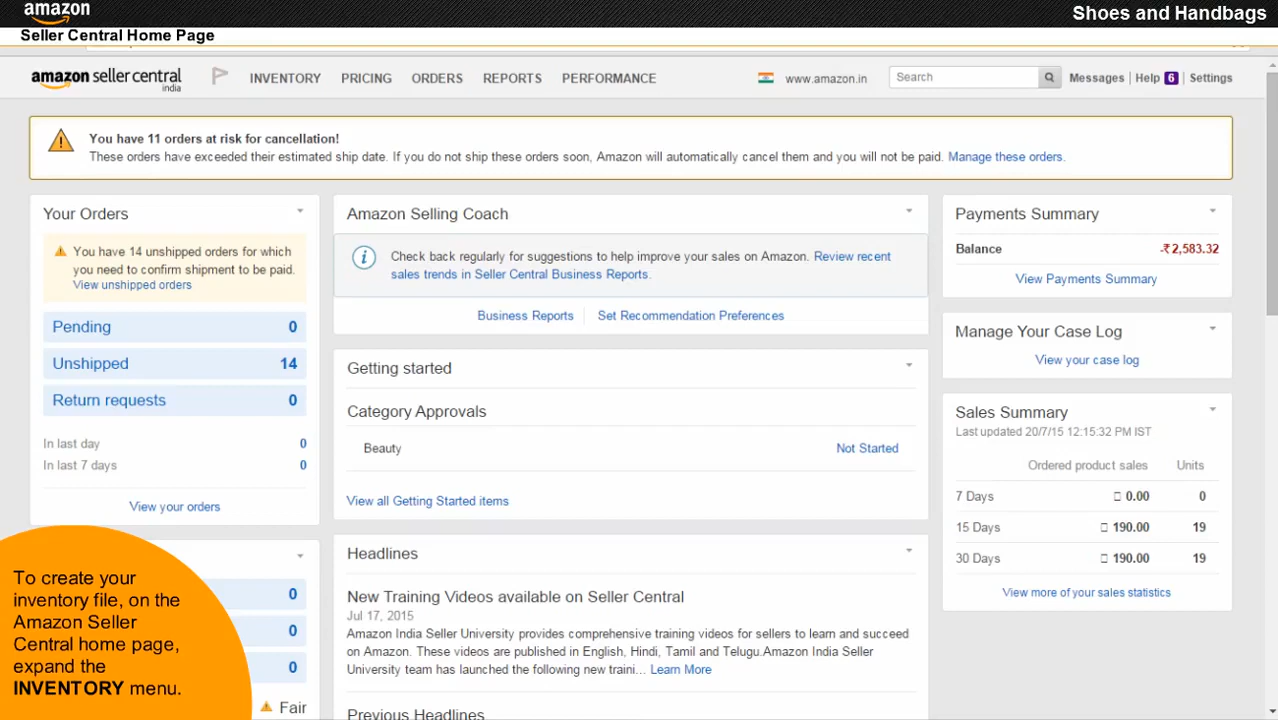 amazon
Shoes and Handbags
Seller Central Home Page
amazon seller central
india
INVENTORY PRICING ORDERS REPORTS PERFORMANCE
www.amazon.in
Search
Messages | Help 6 | Settings
You have 11 orders at risk for cancellation!
These orders have exceeded their estimated ship date. If you do not ship these orders soon, Amazon will automatically cancel them and you will not be paid. Manage these orders.
Your Orders
You have 14 unshipped orders for which
you need to confirm shipment to be paid.
View unshipped orders
Pending 0
Unshipped 14
Return requests 0
In last day 0
In last 7 days 0
View your orders
0
0
0
Fair
To create your
inventory file, on the
Amazon Seller
Central home page,
expand the
INVENTORY menu.
Amazon Selling Coach
Check back regularly for suggestions to help improve your sales on Amazon. Review recent
sales trends in Seller Central Business Reports.
Business Reports Set Recommendation Preferences
Getting started
Category Approvals
Beauty Not Started
View all Getting Started items
Headlines
New Training Videos available on Seller Central
Jul 17, 2015
Amazon India Seller University provides comprehensive training videos for sellers to learn and succeed
on Amazon. These videos are published in English, Hindi, Tamil and Telugu.Amazon India Seller
University team has launched the following new traini... Learn More
Previous Headlines
Payments Summary
Balance -₹2,583.32
View Payments Summary
Manage Your Case Log
View your case log
Sales Summary
Last updated 20/7/15 12:15:32 PM IST
Ordered product sales Units
7 Days 0.00 0
15 Days 190.00 19
30 Days 190.00 19
View more of your sales statistics